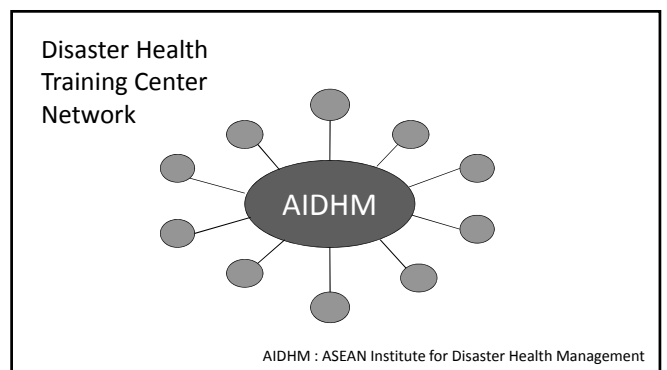 Disaster Health
Training Center
Network
AIDHM
AIDHM : ASEAN Institute for Disaster Health Management